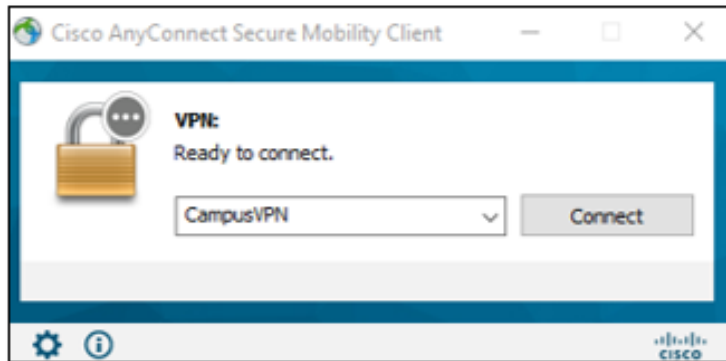 Cisco AnyConnect Secure Mobility Client
VPN:
Ready to connect.
CampusVPN
Connect
CISCO